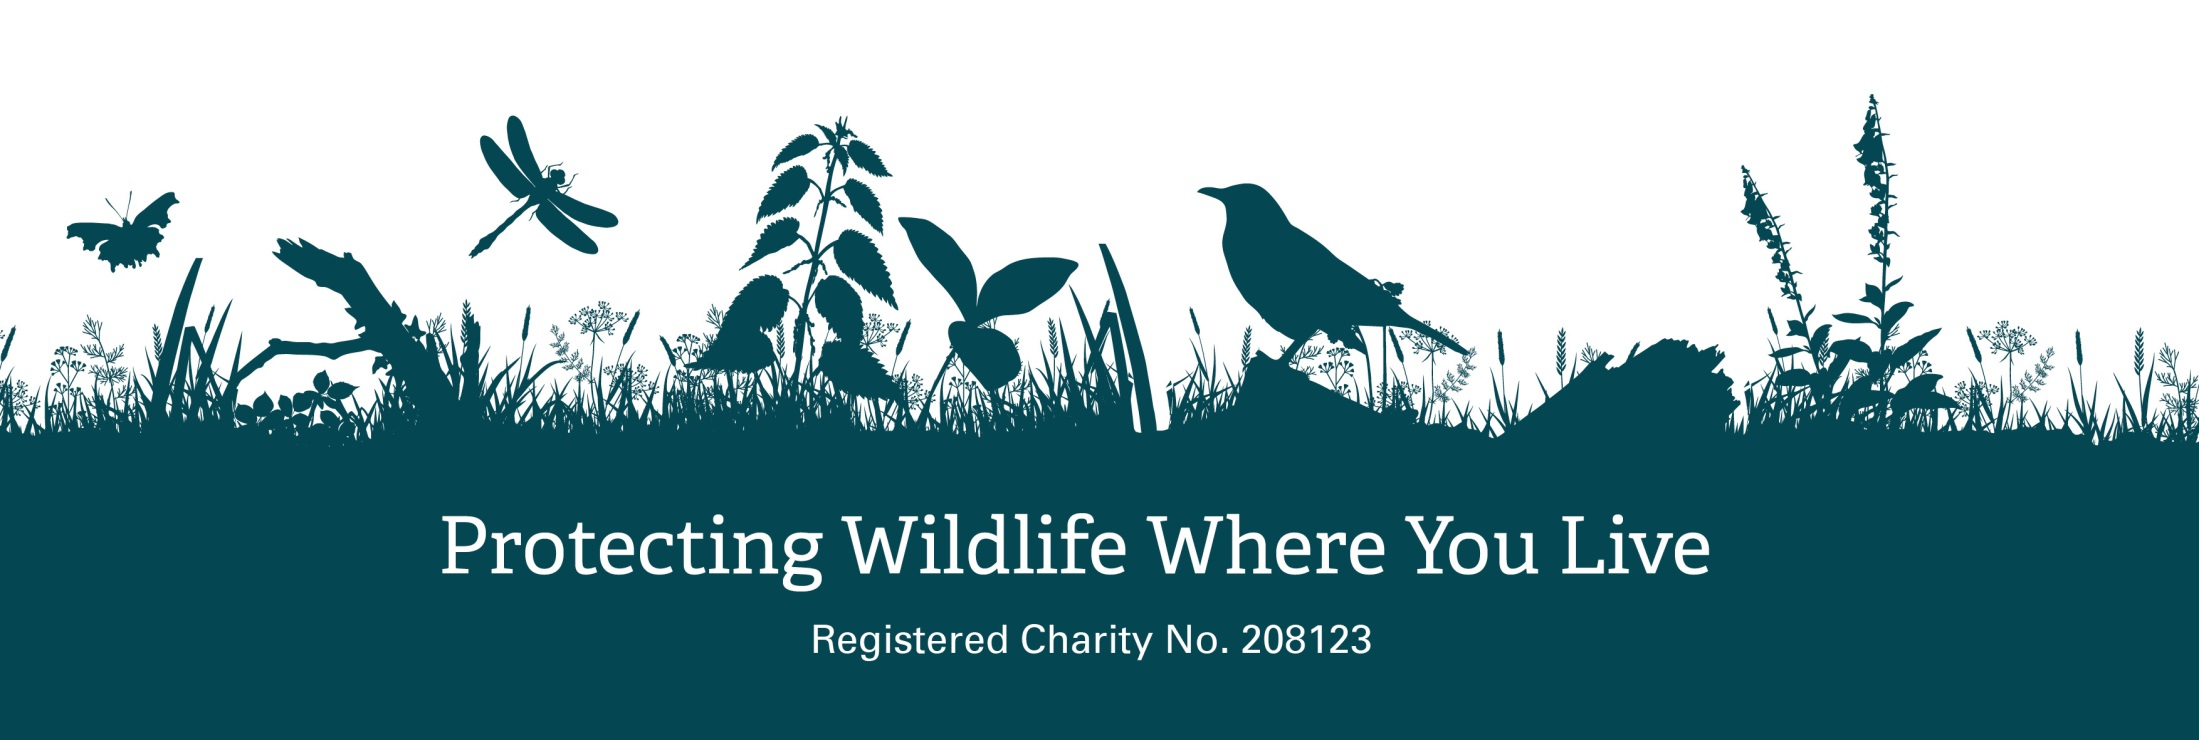 Protecting Wildlife Where You Live
Registered Charity No. 208123